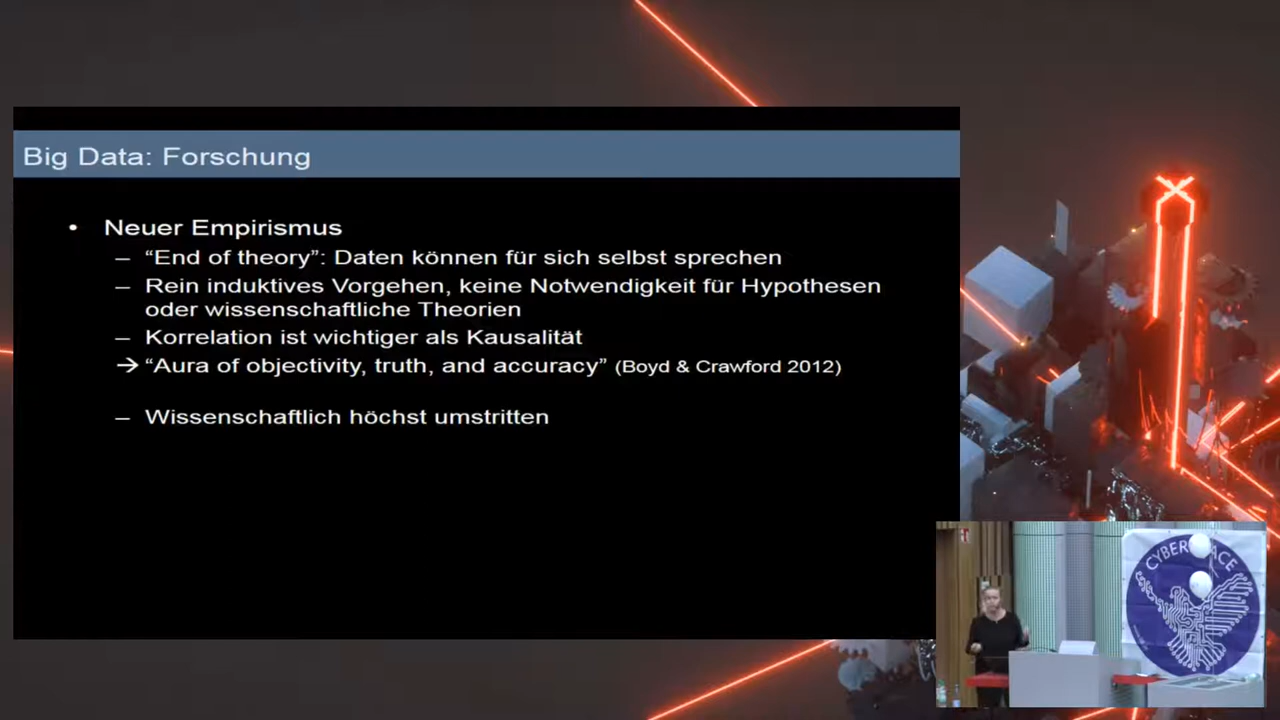 Big Data: Forschung
• Neuer Empirismus
– “End of theory”: Daten können für sich selbst sprechen
– Rein induktives Vorgehen, keine Notwendigkeit für Hypothesen
oder wissenschaftliche Theorien
– Korrelation ist wichtiger als Kausalität
→ “Aura of objectivity, truth, and accuracy” (Boyd & Crawford 2012)
– Wissenschaftlich höchst umstritten